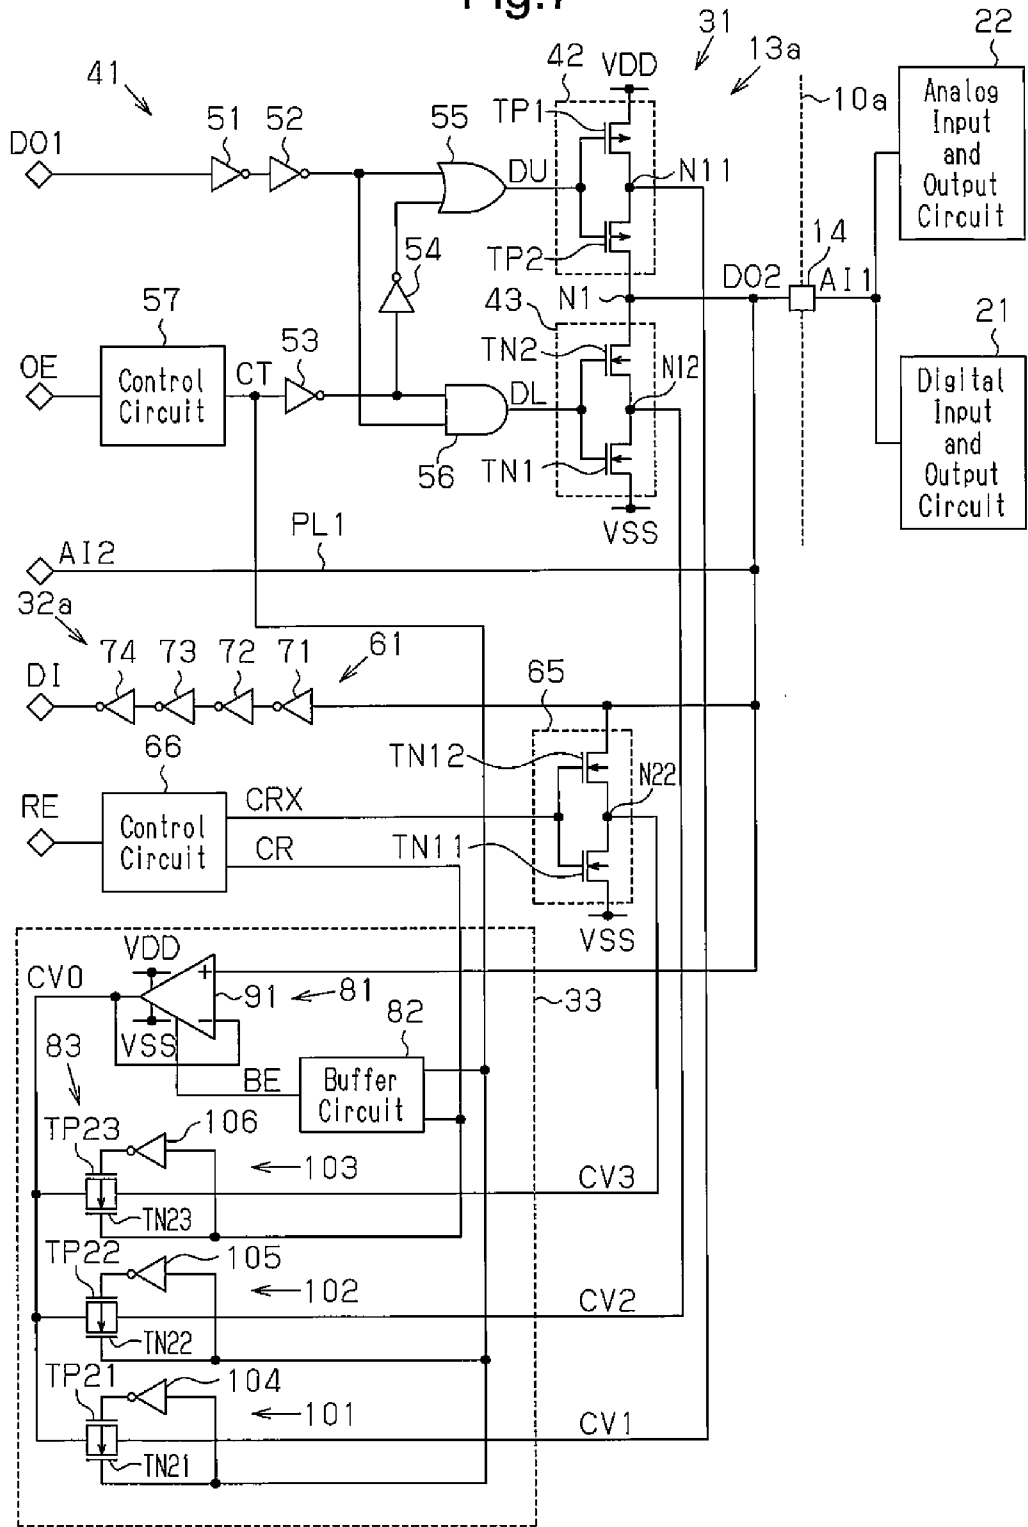 Fig.7
31
22
13a
41
42
VDD
10a
Analog
Input
and
Output
Circuit
51
52
55
TP1
DO1
DU
N11
54
TP2
14
DO2
AI1
N1
57
43
21
53
TN2
OE
Control
Circuit
CT
DL
N12
Digital
Input
and
Output
Circuit
56
TN1
VSS
PL1
AI2
32a
74
73
72
71
61
DI
65
66
TN12
N22
RE
CRX
Control
Circuit
CR
TN11
VSS
VDD
CV0
91
81
33
VSS
82
83
BE
Buffer
Circuit
TP23
106
103
CV3
TN23
TP22
105
102
CV2
TN22
TP21
104
101
CV1
TN21